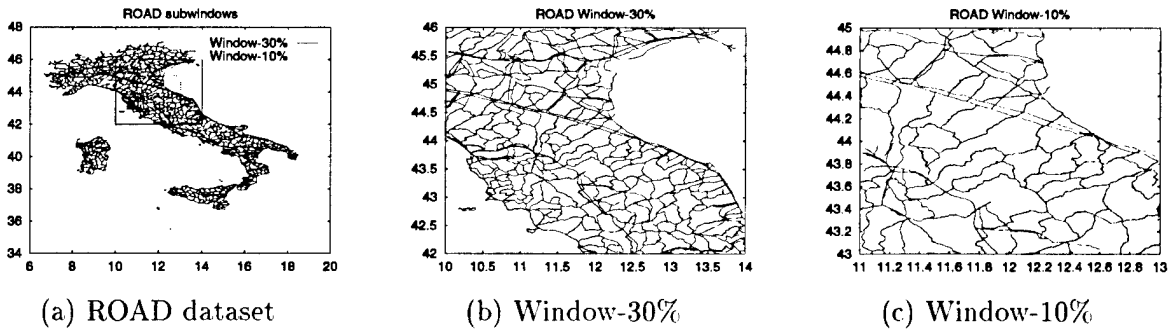 ROAD subwindows
48
46
44
42
40
38
36
34
6 8 10 12 14 16 18 20
Window-30%
Window-10%
(a) ROAD dataset
ROAD Window-30%
46
45.5
45
44.5
44
43.5
43
42.5
42
10 10.5 11 11.5 12 12.5 13 13.5 14
(b) Window-30%
ROAD Window-10%
45
44.8
44.6
44.4
44.2
44
43.8
43.6
43.4
43.2
43
11 11.2 11.4 11.6 11.8 12 12.2 12.4 12.6 12.8 13
(c) Window-10%